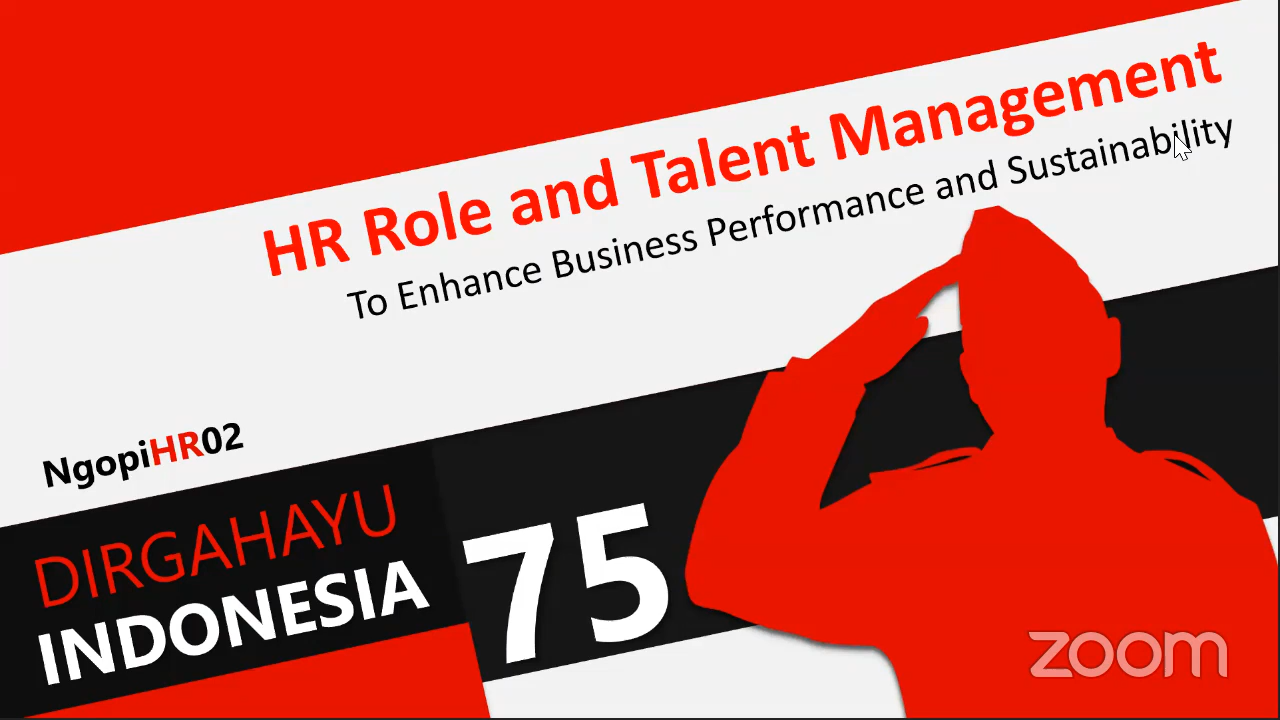 HR Role and Talent Management
To Enhance Business Performance and Sustainability
NgopiHR02
DIRGAHAYU
INDONESIA
75
zoom